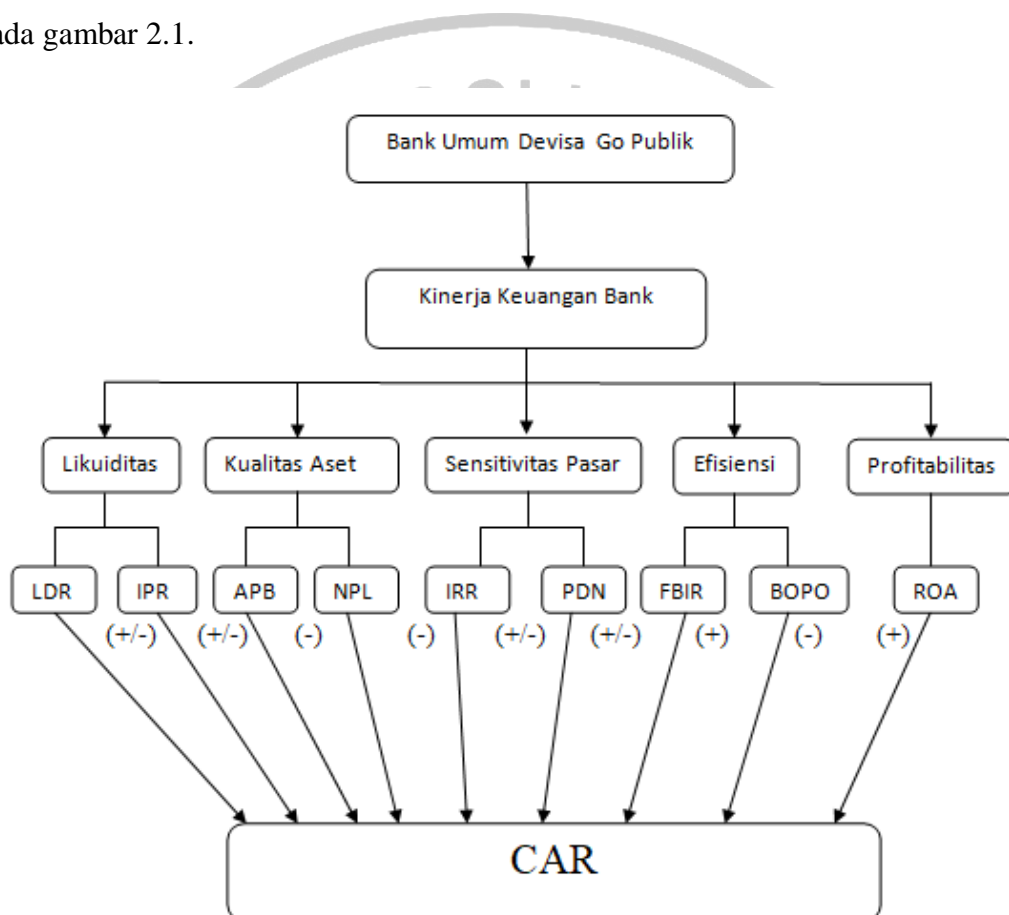 ada gambar 2.1.
Bank Umum Devisa Go Publik
Kinerja Keuangan Bank
Likuiditas Kualitas Aset Sensitivitas Pasar Efisiensi Profitabilitas
LDR IPR APB NPL IRR PDN FBIR BOPO ROA
(+/-) (+/-) (-) (-) (+/-) (+/-) (+) (-) (+)
CAR